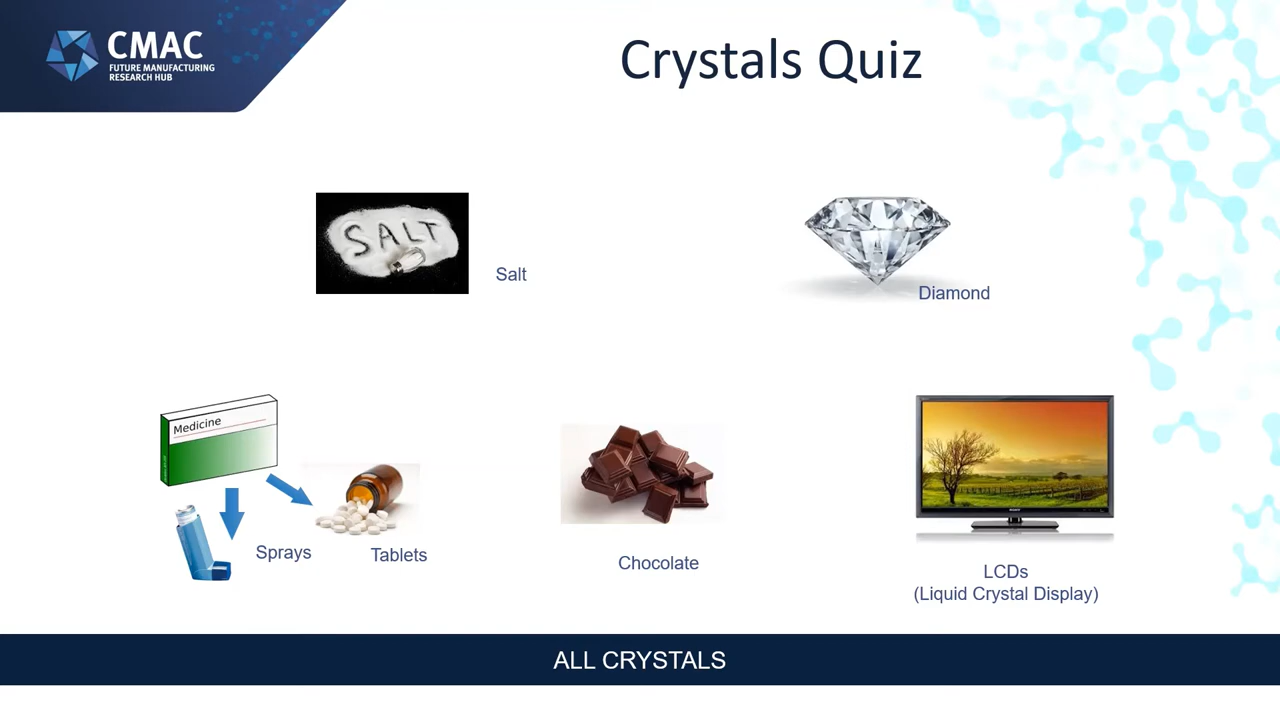 CMAC
FUTURE MANUFACTURING
RESEARCH HUB
Crystals Quiz
SALT
Salt
Diamond
Medicine
Sprays
Tablets
Chocolate
LCDs
(Liquid Crystal Display)
ALL CRYSTALS